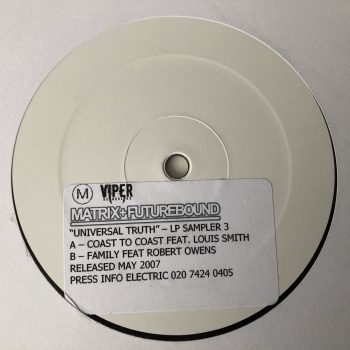 M VIPER
RECORDINGS
MATRIX+FUTUREBOUND
"UNIVERSAL TRUTH" – LP SAMPLER 3
A – COAST TO COAST FEAT. LOUIS SMITH
B – FAMILY FEAT ROBERT OWENS
RELEASED MAY 2007
PRESS INFO ELECTRIC 020 7424 0405